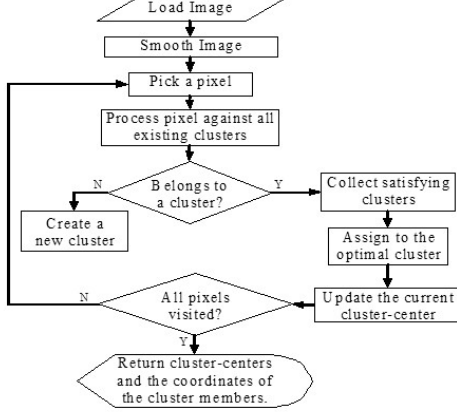 Load Image
Smooth Image
Pick a pixel
Process pixel against all
existing clusters
Belongs to
a cluster?
N
Y
Create a
new cluster
Collect satisfying
clusters
Assign to the
optimal cluster
Update the current
cluster-center
All pixels
visited?
N
Y
Return cluster-centers
and the coordinates of
the cluster members.